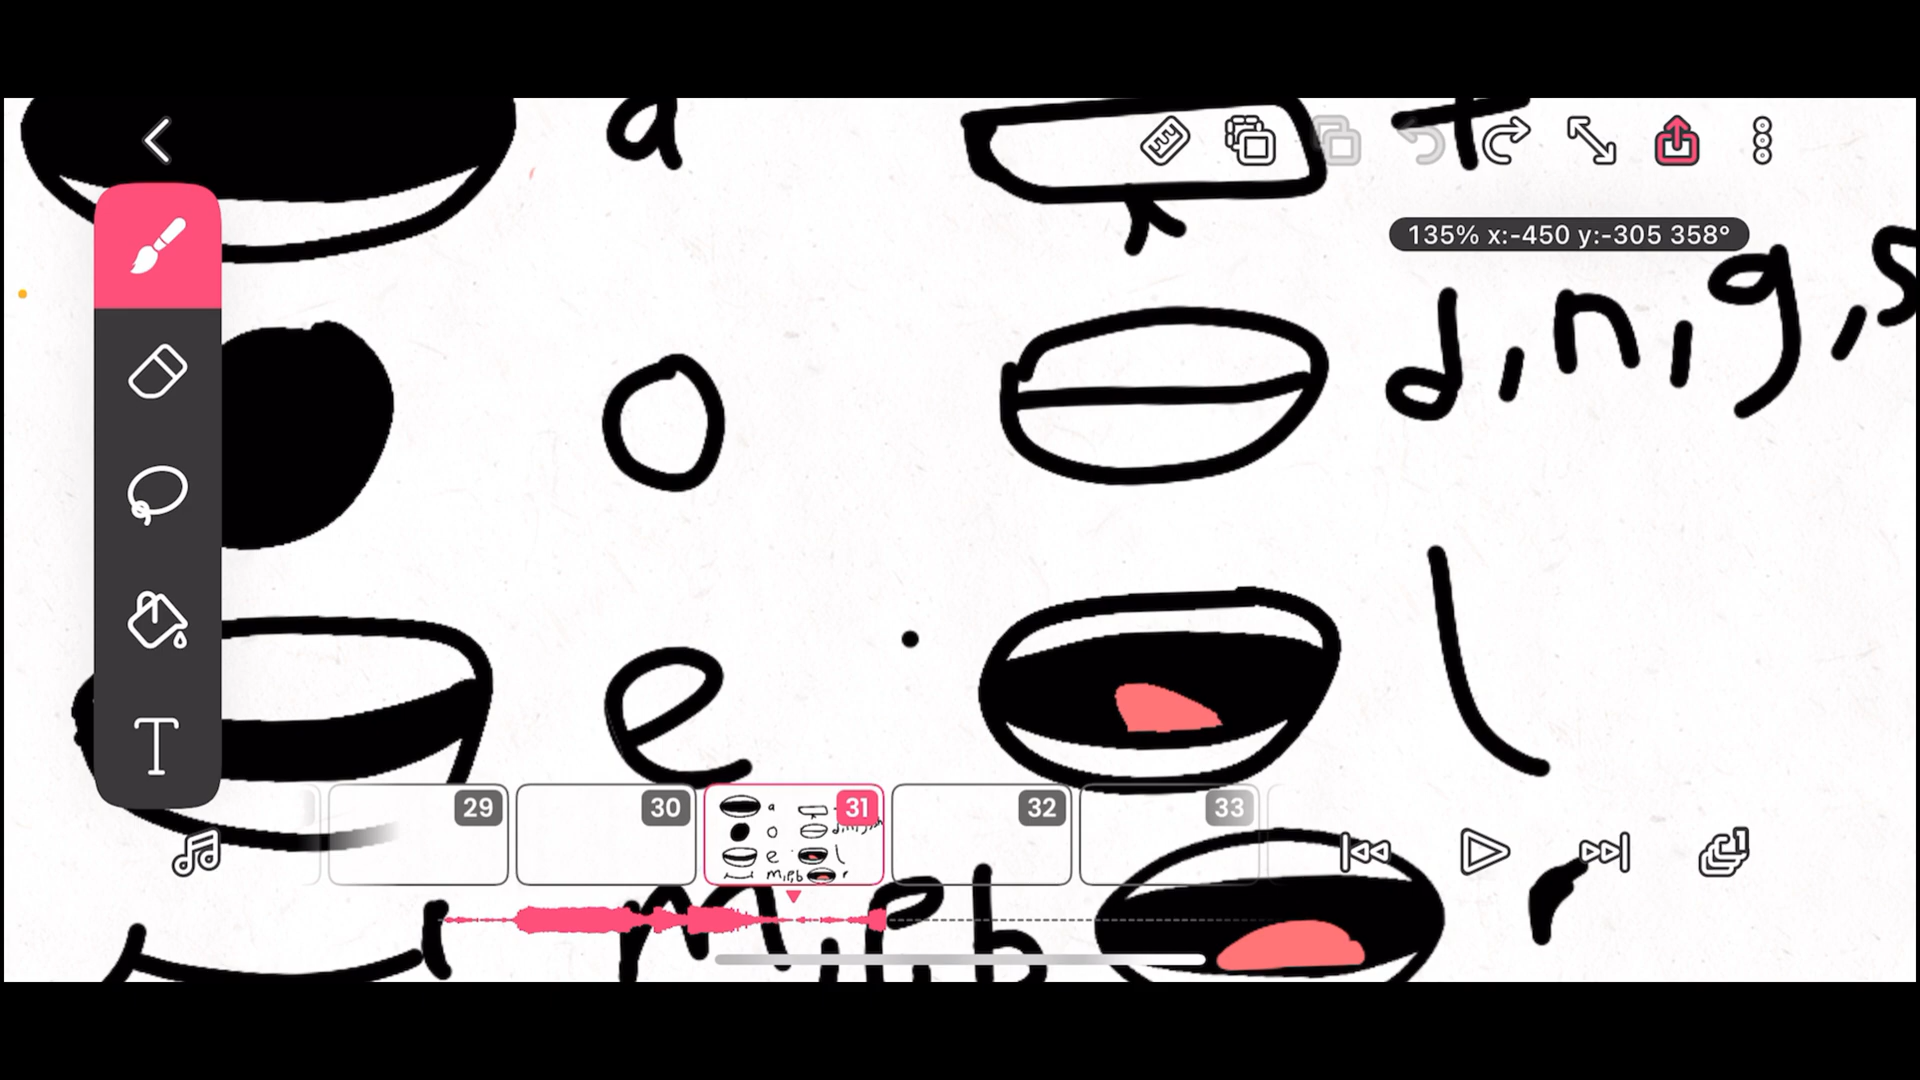 a
135% x:-450 y:-305 358°
d, n, g, s
o
e
l
29
30
31
32
33
m, p, b
r